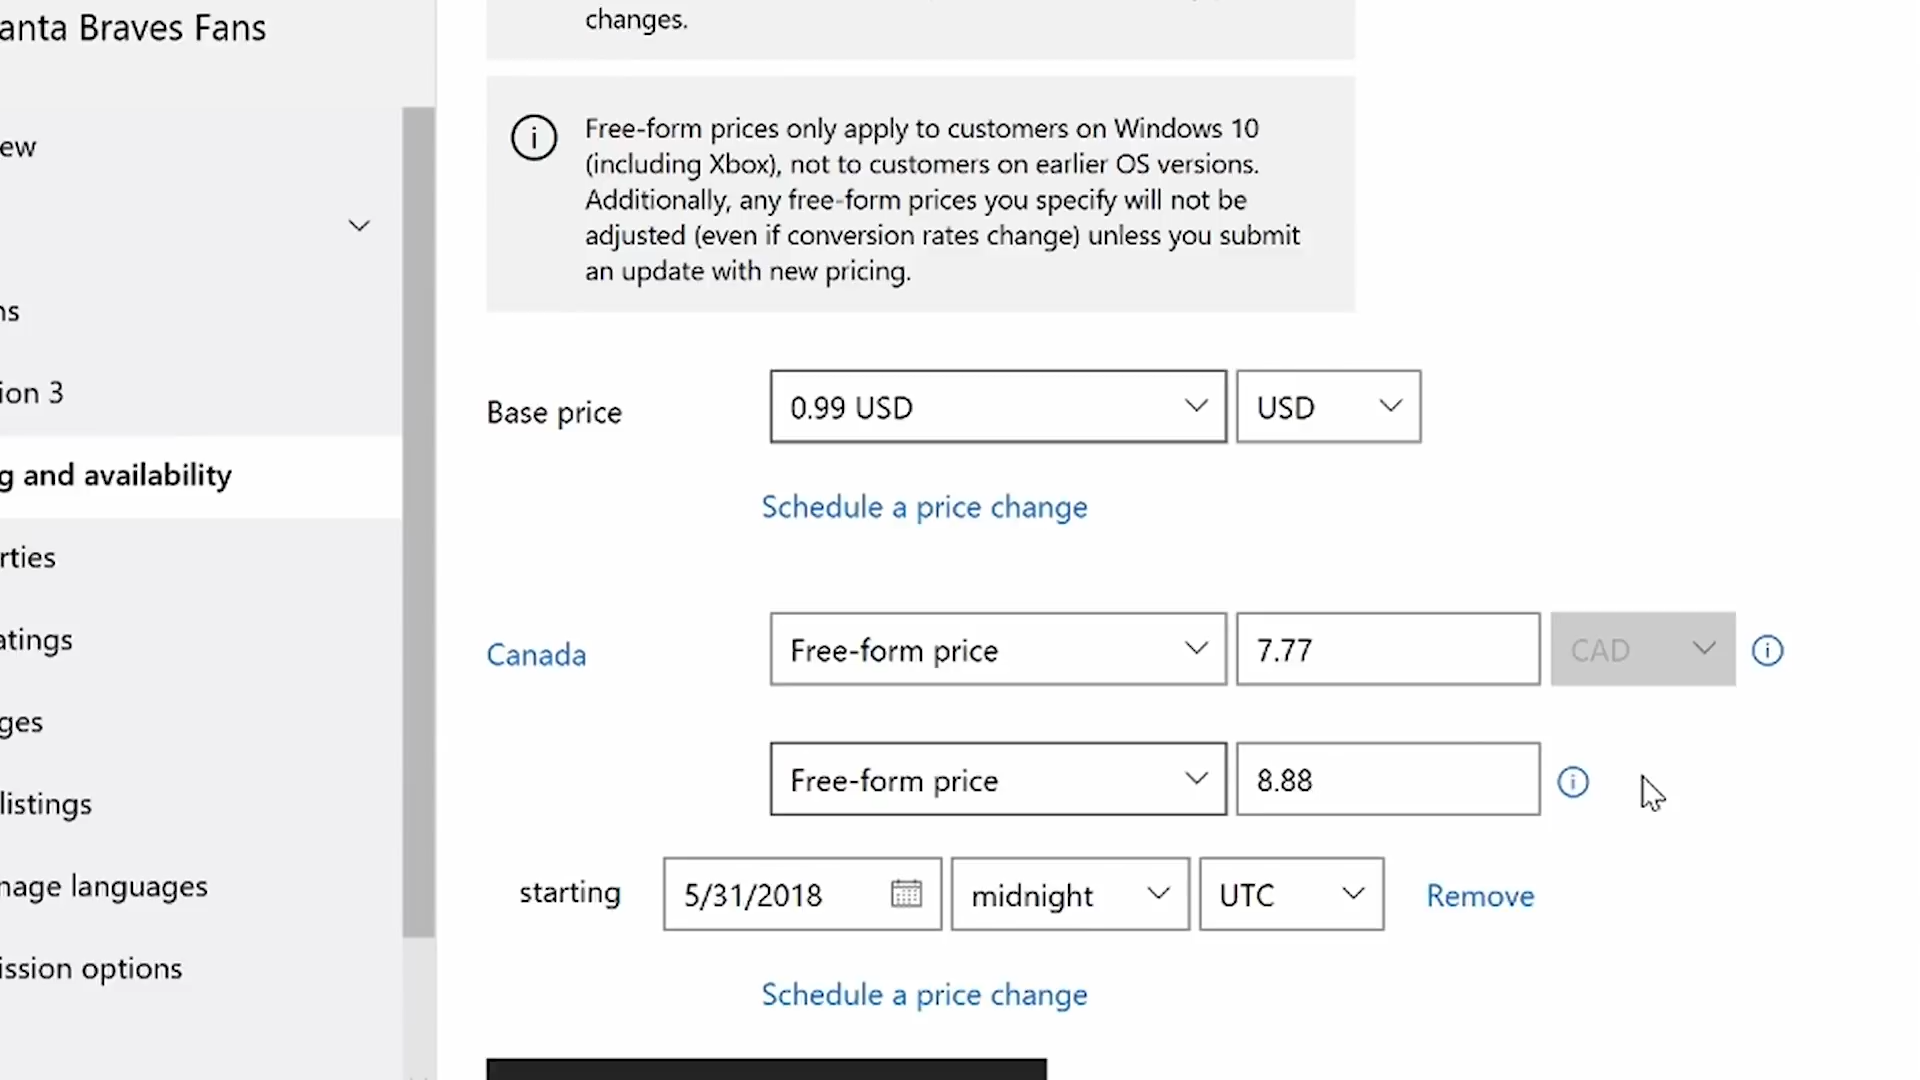 anta Braves Fans
ew
ns
ion 3
g and availability
rties
atings
ges
listings
nage languages
ission options
changes.
Free-form prices only apply to customers on Windows 10
(including Xbox), not to customers on earlier OS versions.
Additionally, any free-form prices you specify will not be
adjusted (even if conversion rates change) unless you submit
an update with new pricing.
Base price 0.99 USD USD
Schedule a price change
Canada Free-form price 7.77 CAD
Free-form price 8.88
starting 5/31/2018 midnight UTC Remove
Schedule a price change